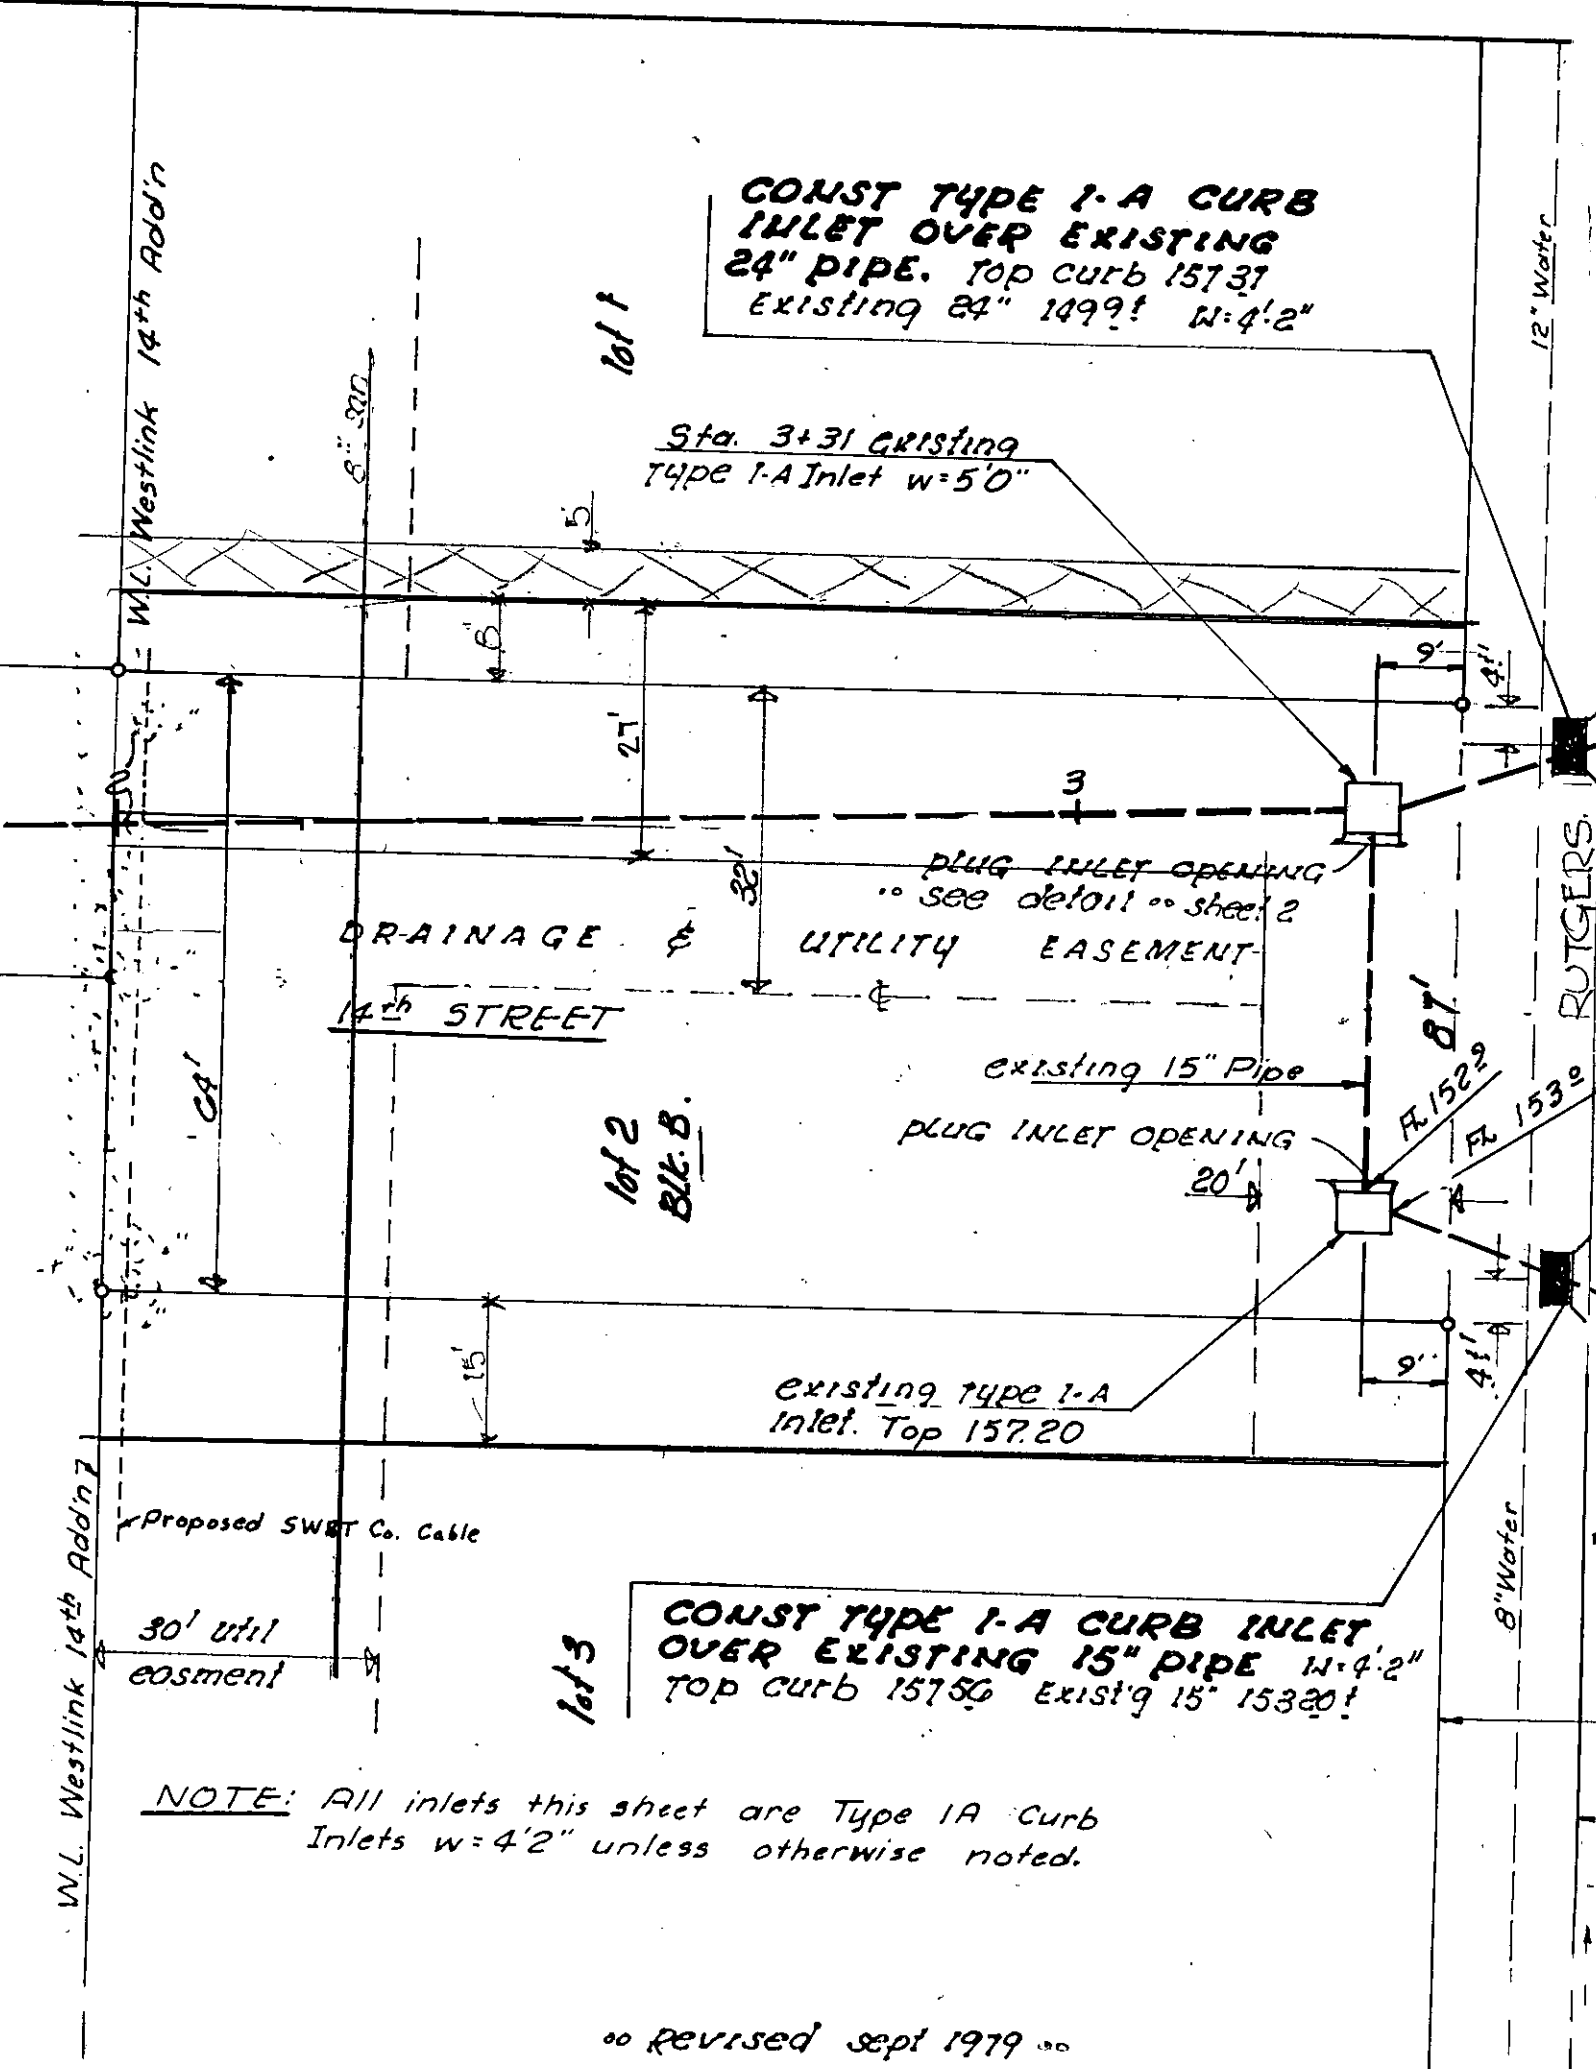 CONST TYPE 1-A CURB
INLET OVER EXISTING
24" PIPE. Top curb 157 37
Existing 24" 149 9 ±  W=4'-2"
W.L. Westlink 14th Add'n
12" Water
lot 1
8" san
Sta. 3+31 Existing
Type 1-A Inlet w=5'0"
5'
9'
27'
3
32'
PLUG INLET OPENING
°° see detail °° sheet 2
DRAINAGE & UTILITY EASEMENT
14th STREET
℄
RUTGERS
64'
87'
existing 15" Pipe
FL 152 9
FL 153 0
PLUG INLET OPENING
20'
lot 2
BLK. B.
15'
9'
existing type 1-A
Inlet. Top 157.20
Proposed SWBT Co. Cable
W.L. Westlink 14th Add'n
8" Water
30' util
easment
lot 3
CONST TYPE 1-A CURB INLET
OVER EXISTING 15" PIPE W=4'-2"
Top curb 157 56 Exist'g 15" 153 20 ±
NOTE: All inlets this sheet are Type 1A Curb
Inlets w=4'2" unless otherwise noted.
°° Revised sept 1979 °°